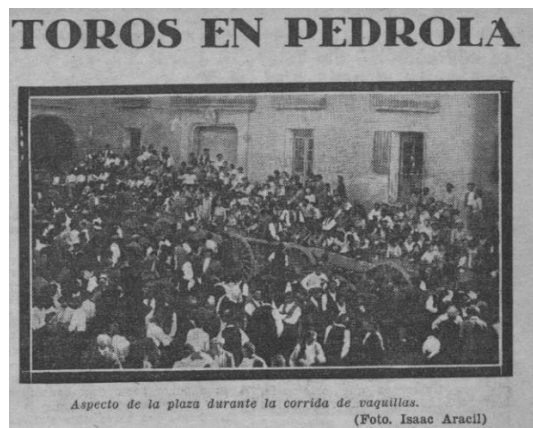 TOROS EN PEDROLA
Aspecto de la plaza durante la corrida de vaquillas.
(Foto. Isaac Aracil)